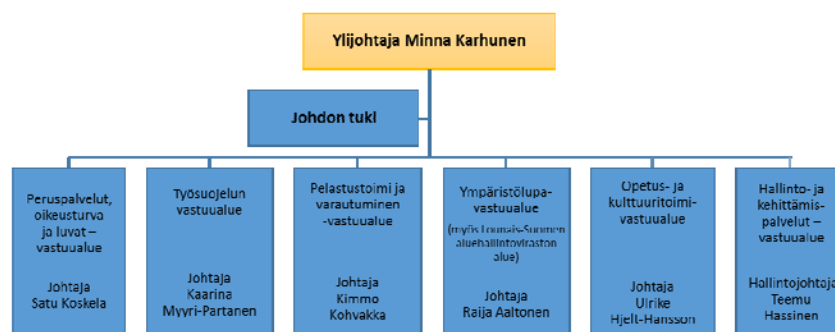 Ylijohtaja Minna Karhunen
Johdon tuki
Peruspalvelut,
oikeusturva
ja luvat –
vastuualue
Johtaja
Satu Koskela
Työsuojelun
vastuualue
Johtaja
Kaarina
Myyri-Partanen
Pelastustoimi ja
varautuminen
-vastuualue
Johtaja
Kimmo
Kohvakka
Ympäristölupa-
vastuualue
(myös Lounais-Suomen
aluehallintoviraston
alue)
Johtaja
Raija Aaltonen
Opetus- ja
kulttuuritoimi-
vastuualue
Johtaja
Ulrike
Hjelt-Hansson
Hallinto- ja
kehittämis-
palvelut –
vastuualue
Hallintojohtaja
Teemu
Hassinen